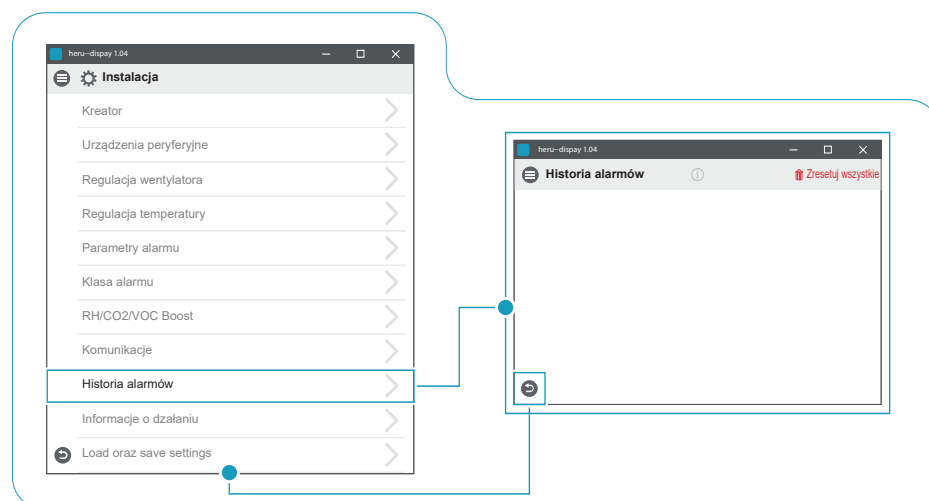 heru-dispay 1.04
Instalacja
Kreator
Urządzenia peryferyjne
Regulacja wentylatora
Regulacja temperatury
Parametry alarmu
Klasa alarmu
RH/CO2/VOC Boost
Komunikacje
Historia alarmów
Informacje o dzałaniu
Load oraz save settings
heru-dispay 1.04
Historia alarmów
Zresetuj wszystkie